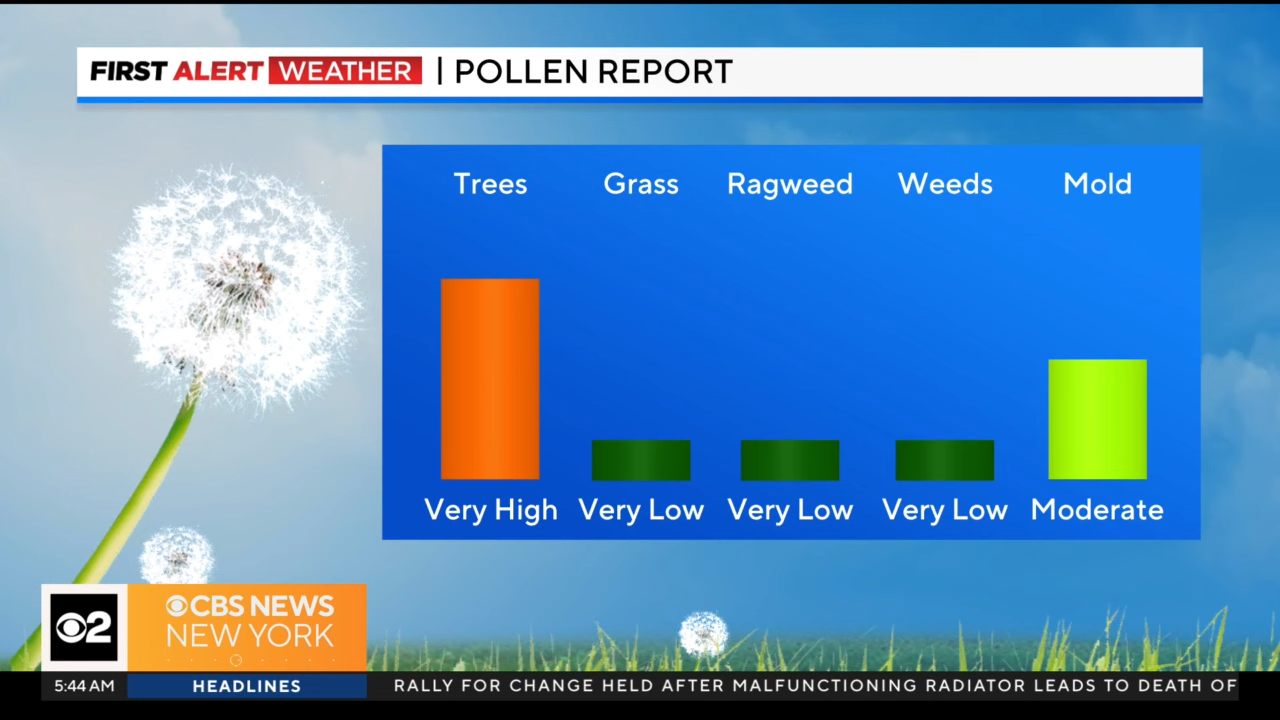 FIRST ALERT WEATHER | POLLEN REPORT
Trees Grass Ragweed Weeds Mold
Very High Very Low Very Low Very Low Moderate
2 CBS NEWS
NEW YORK
5:44 AM HEADLINES RALLY FOR CHANGE HELD AFTER MALFUNCTIONING RADIATOR LEADS TO DEATH OF